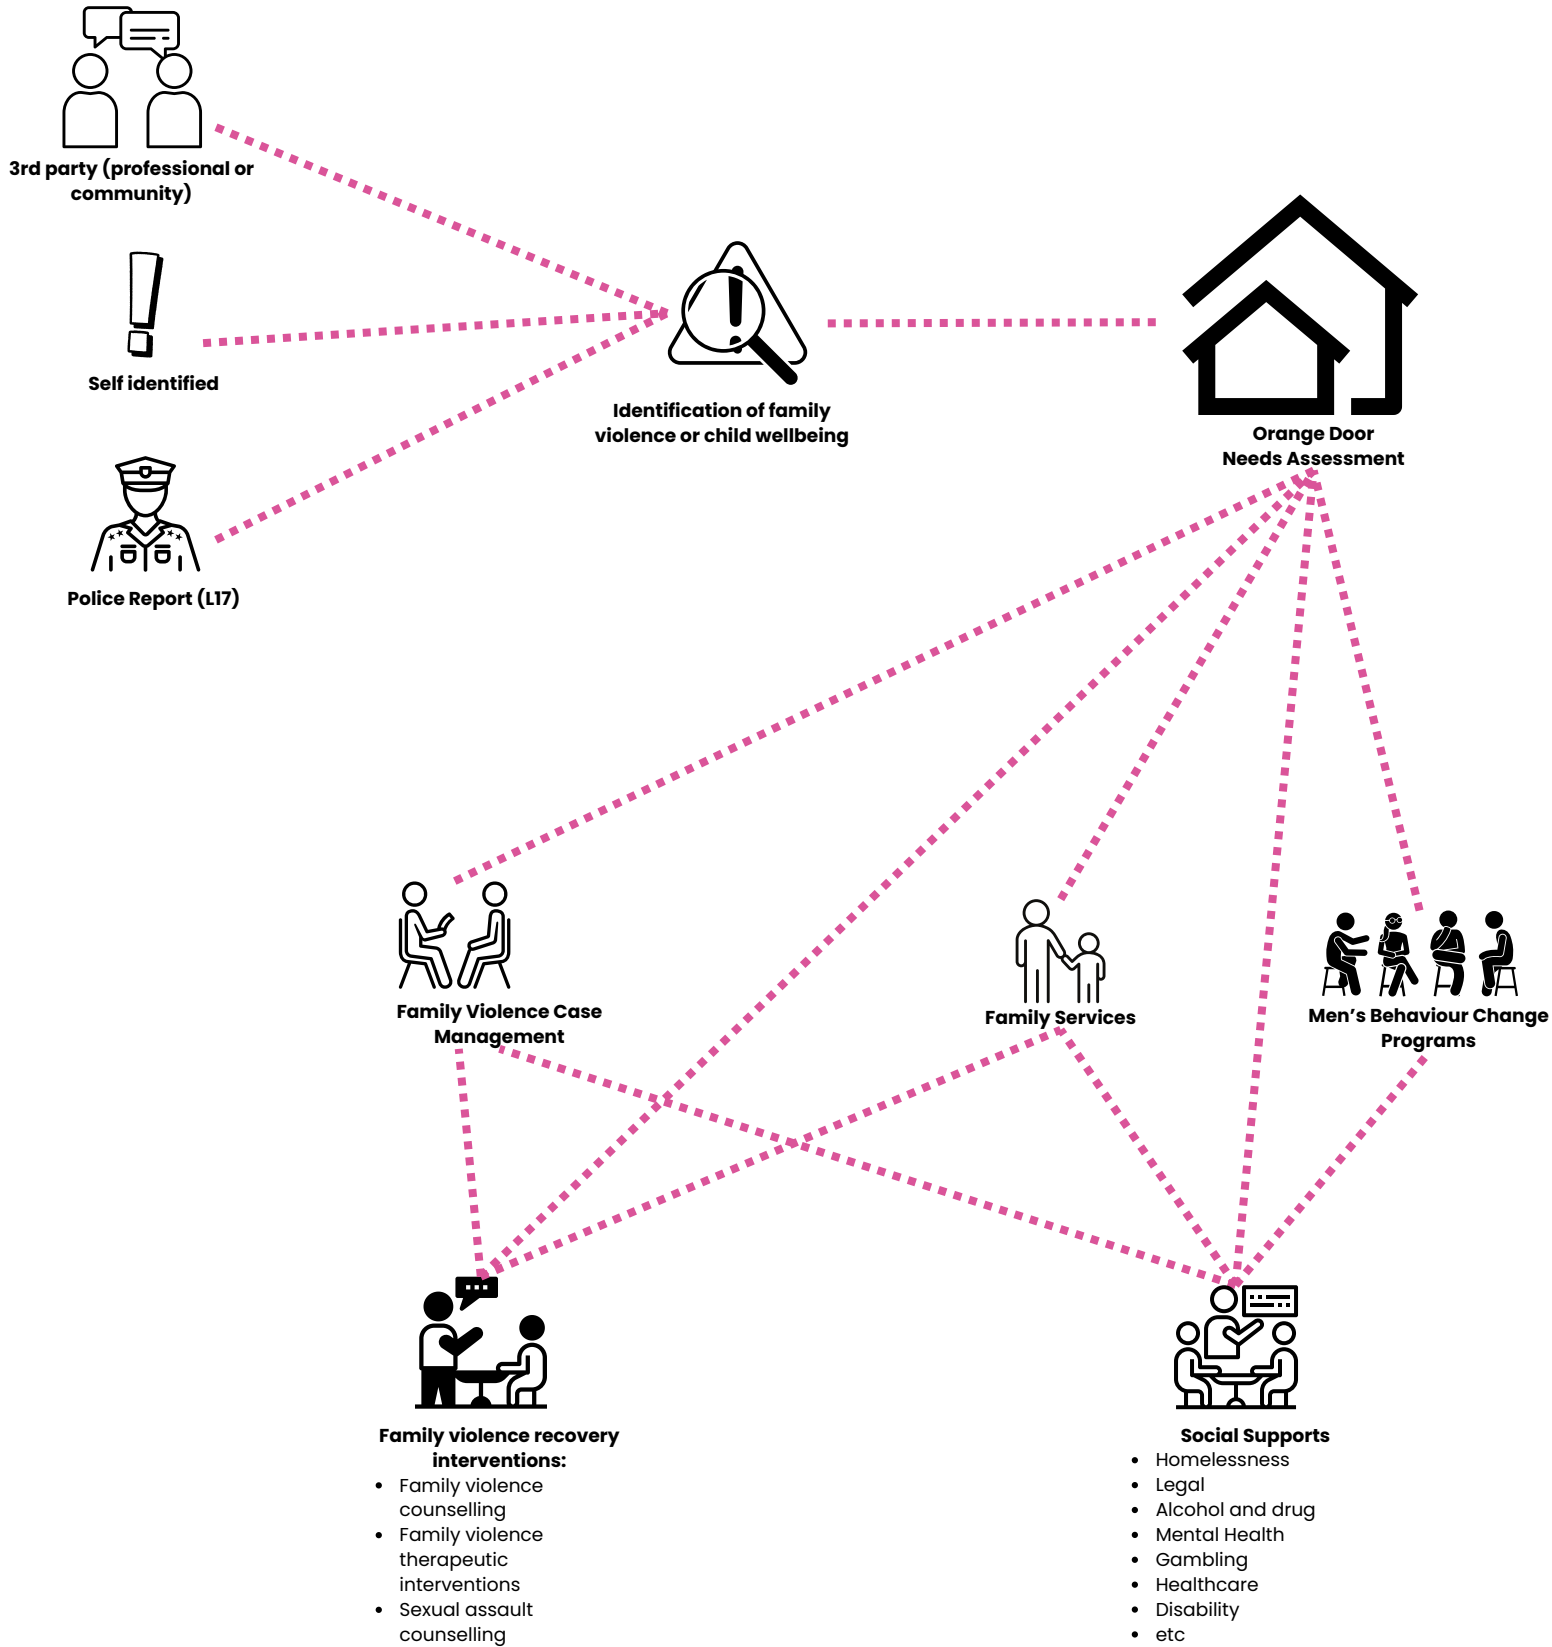 3rd party (professional or
community)
Self identified
Police Report (L17)
Identification of family
violence or child wellbeing
Orange Door
Needs Assessment
Family Violence Case
Management
Family Services
Men’s Behaviour Change
Programs
Family violence recovery
interventions:
• Family violence
counselling
• Family violence
therapeutic
interventions
• Sexual assault
counselling
Social Supports
• Homelessness
• Legal
• Alcohol and drug
• Mental Health
• Gambling
• Healthcare
• Disability
• etc